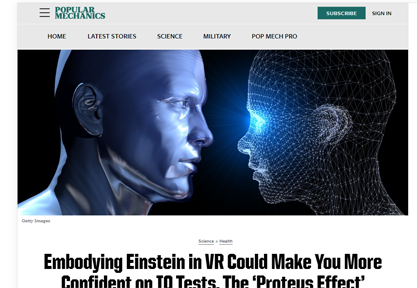 POPULAR
MECHANICS
SUBSCRIBE
SIGN IN
HOME
LATEST STORIES
SCIENCE
MILITARY
POP MECH PRO
Getty Images
Science > Health
Embodying Einstein in VR Could Make You More
Confident on IQ Tests. The ‘Proteus Effect’